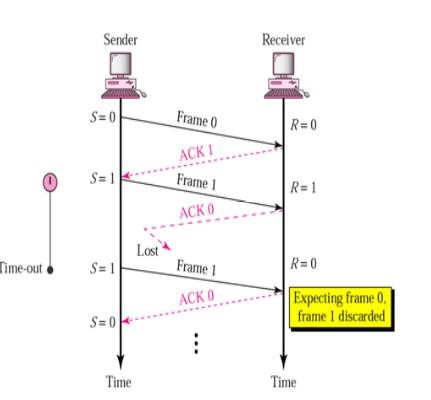 Sender Receiver
S = 0 Frame 0 R = 0
ACK 1
S = 1 Frame 1 R = 1
ACK 0
Lost
Time-out S = 1 Frame 1 R = 0
ACK 0 Expecting frame 0,
frame 1 discarded
S = 0
Time Time